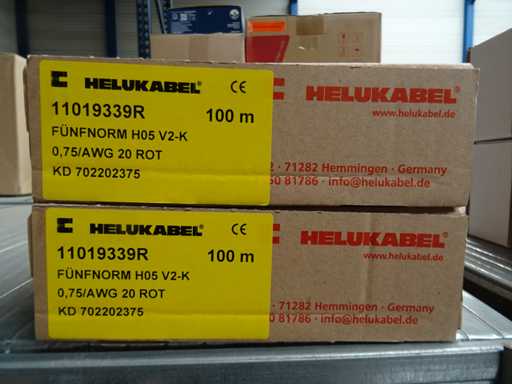 HELUKABEL® CE
11019339R 100 m
FÜNFNORM H05 V2-K
0,75/AWG 20 ROT
KD 702202375
HELUKABEL
www.helukabel.de
· 71282 Hemmingen · Germany
50 81786 · info@helukabel.de
HELUKABEL® CE
11019339R 100 m
FÜNFNORM H05 V2-K
0,75/AWG 20 ROT
KD 702202375
HELUKABEL
www.helukabel.de
· 71282 Hemmingen · Germany
50 81786 · info@helukabel.de